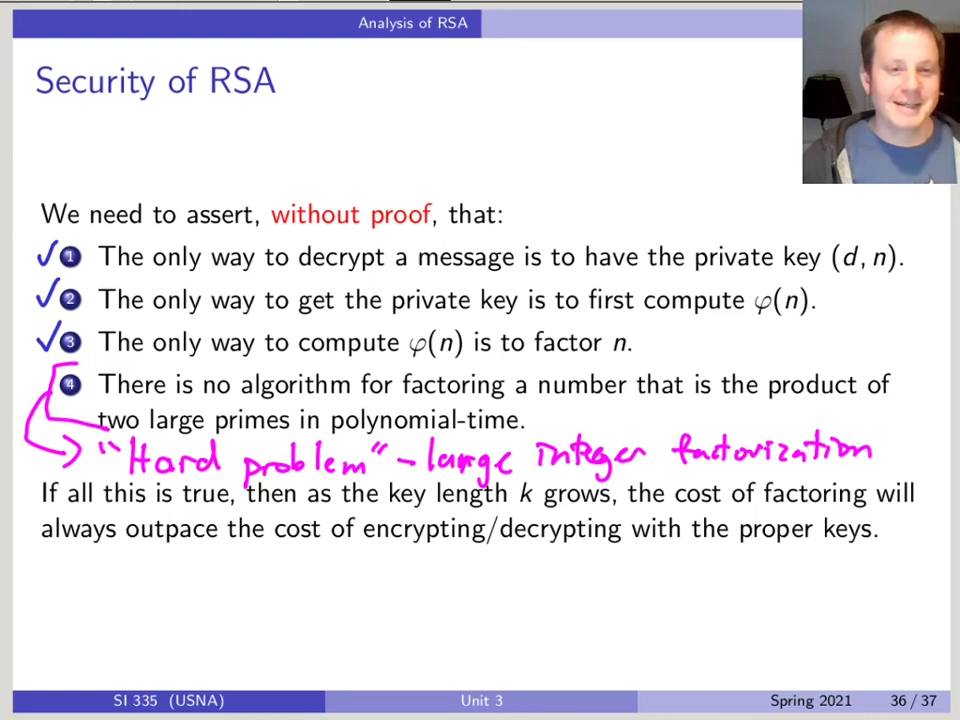 Analysis of RSA
Security of RSA
We need to assert, without proof, that:
1 The only way to decrypt a message is to have the private key (d, n).
2 The only way to get the private key is to first compute φ(n).
3 The only way to compute φ(n) is to factor n.
4 There is no algorithm for factoring a number that is the product of
two large primes in polynomial-time.
"Hard problem" - large integer factorization
If all this is true, then as the key length k grows, the cost of factoring will
always outpace the cost of encrypting/decrypting with the proper keys.
SI 335 (USNA) Unit 3 Spring 2021 36 / 37